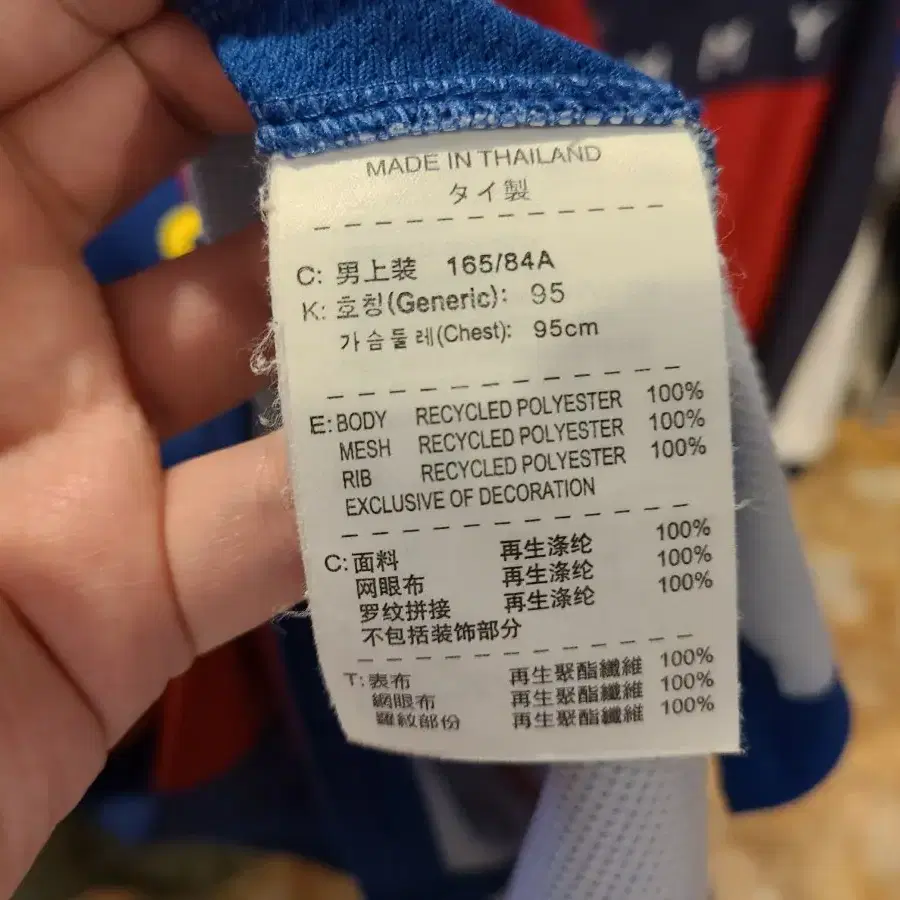 MMY
MADE IN THAILAND
タイ製
C: 男上装 165/84A
K: 호칭(Generic): 95
가슴둘레(Chest): 95cm
E: BODY RECYCLED POLYESTER 100%
MESH RECYCLED POLYESTER 100%
RIB RECYCLED POLYESTER 100%
EXCLUSIVE OF DECORATION
C: 面料 再生涤纶 100%
网眼布 再生涤纶 100%
罗纹拼接 再生涤纶 100%
不包括装饰部分
T: 表布 再生聚酯纖維 100%
網眼布 再生聚酯纖維 100%
羅紋部份 再生聚酯纖維 100%